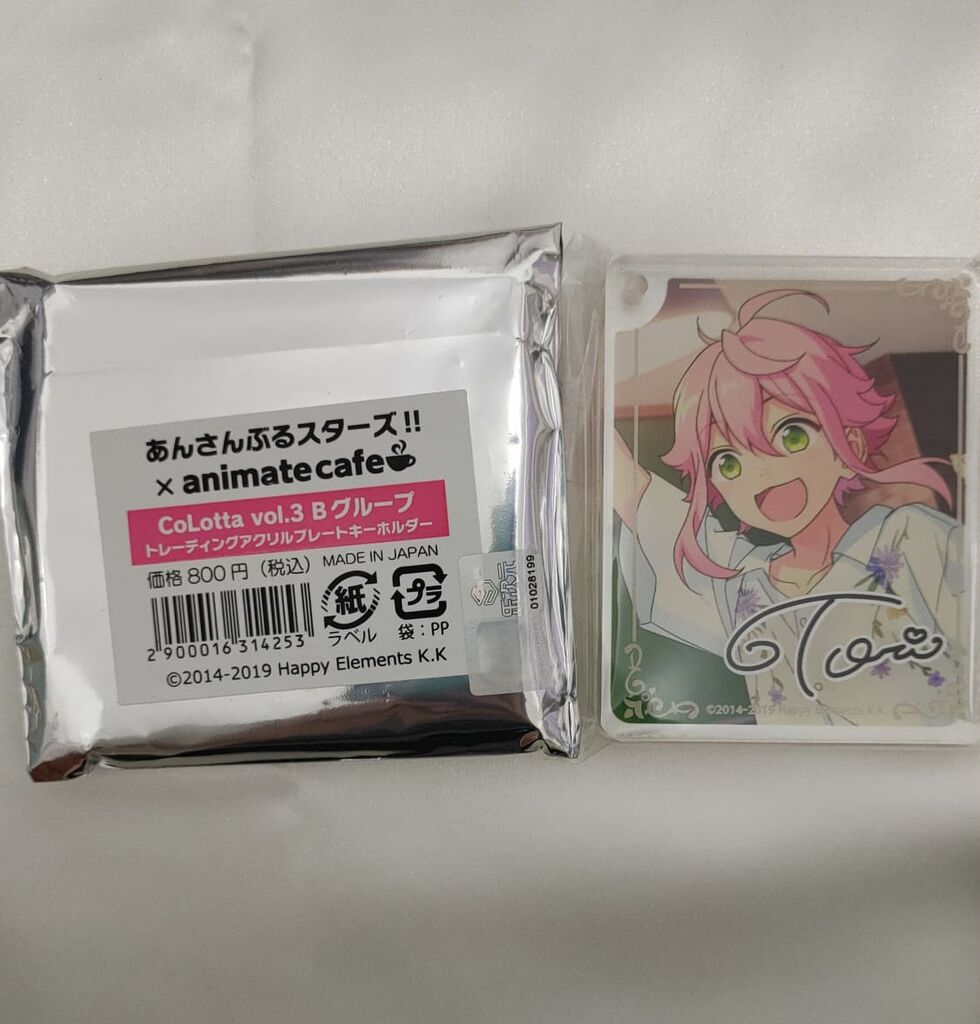 あんさんぶるスターズ!!
× animatecafe
CoLotta vol.3 Bグループ
トレーディングアクリルプレートキーホルダー
価格 800円（税込） MADE IN JAPAN
紙
ラベル
プラ
袋：PP
2 900016 314253
©2014-2019 Happy Elements K.K
01028199
Tori
©2014-2019 Happy Elements K.K